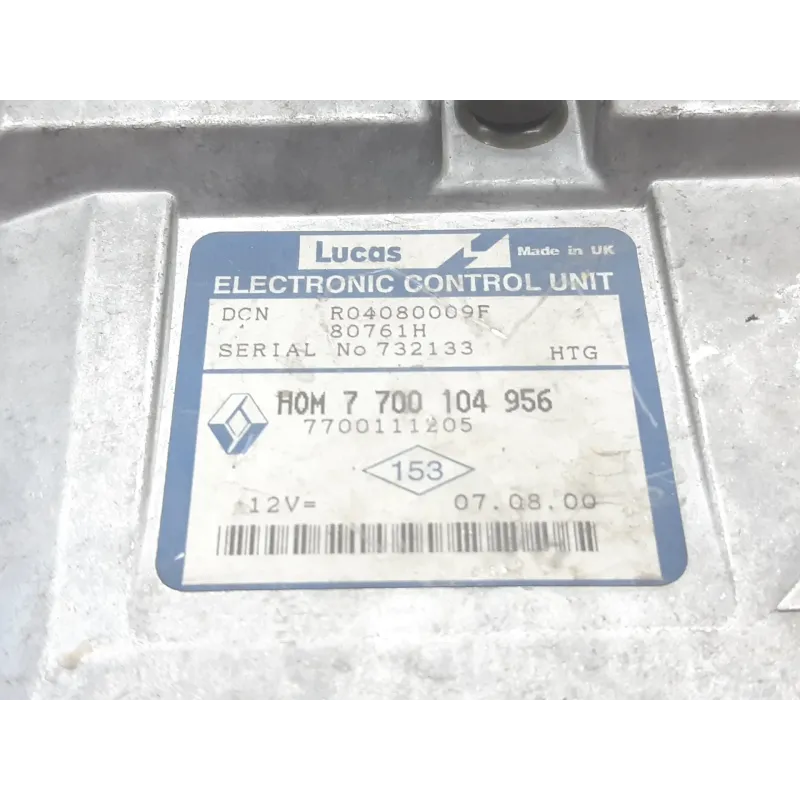 Lucas Made in UK
ELECTRONIC CONTROL UNIT
DCN R04080009F
80761H
SERIAL No 732133 HTG
HOM 7 700 104 956
7700111205
153
12V= 07.08.00